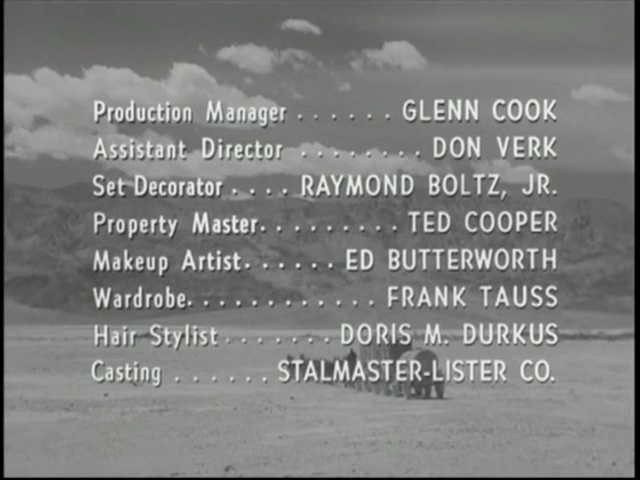 Production Manager . . . . . . GLENN COOK
Assistant Director . . . . . . . . DON VERK
Set Decorator . . . . RAYMOND BOLTZ, JR.
Property Master. . . . . . . . . TED COOPER
Makeup Artist. . . . . . ED BUTTERWORTH
Wardrobe. . . . . . . . . . . . FRANK TAUSS
Hair Stylist . . . . . . . DORIS M. DURKUS
Casting . . . . . . STALMASTER-LISTER CO.